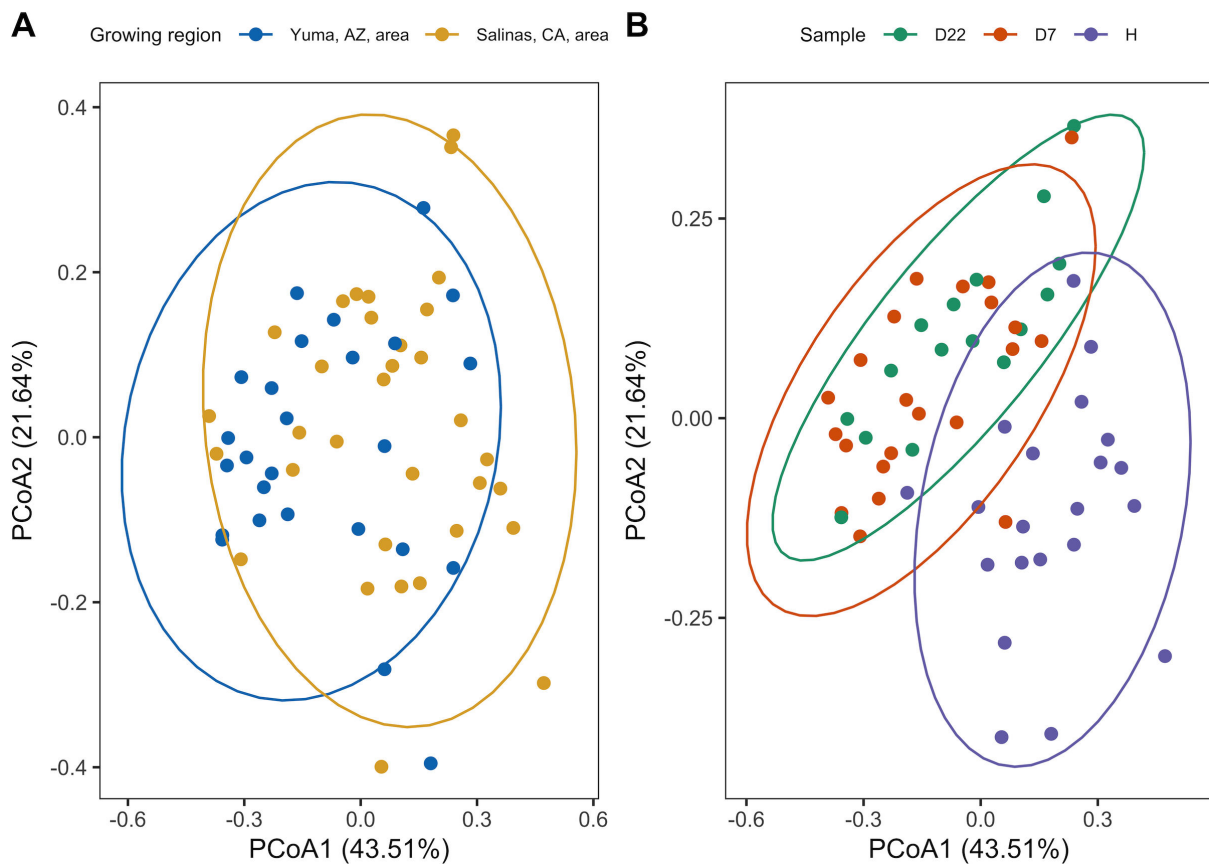 A
Growing region Yuma, AZ, area Salinas, CA, area
0.4
0.2
0.0
-0.2
-0.4
PCoA2 (21.64%)
-0.6 -0.3 0.0 0.3 0.6
PCoA1 (43.51%)
B
Sample D22 D7 H
0.25
0.00
-0.25
PCoA2 (21.64%)
-0.6 -0.3 0.0 0.3
PCoA1 (43.51%)